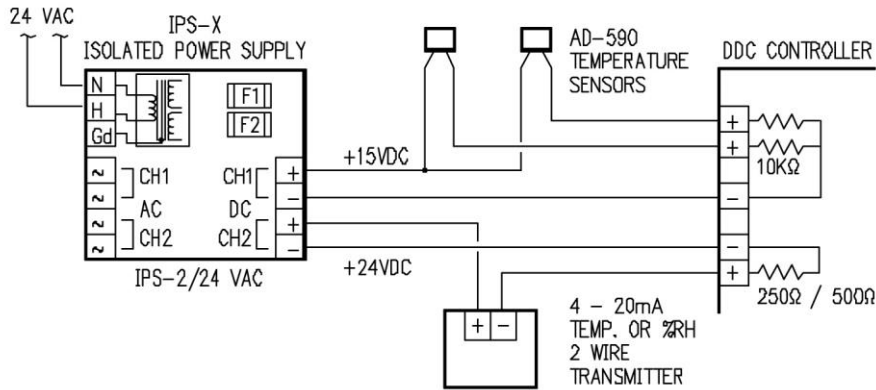 24 VAC
IPS-X
ISOLATED POWER SUPPLY
N
H
Gd
F1
F2
~
~
~
~
CH1
AC
CH2
CH1
DC
CH2
+
-
+
-
IPS-2/24 VAC
+15VDC
+24VDC
AD-590
TEMPERATURE
SENSORS
DDC CONTROLLER
+
+
-
-
+
10KΩ
250Ω / 500Ω
+ -
4 - 20mA
TEMP. OR %RH
2 WIRE
TRANSMITTER